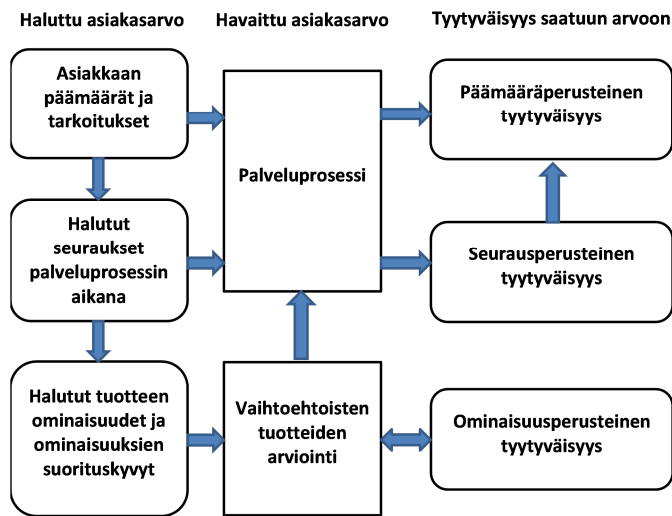 Haluttu asiakasarvo
Havaittu asiakasarvo
Tyytyväisyys saatuun arvoon
Asiakkaan
päämäärät ja
tarkoitukset
Palveluprosessi
Päämääräperusteinen
tyytyväisyys
Halutut
seuraukset
palveluprosessin
aikana
Seurausperusteinen
tyytyväisyys
Halutut tuotteen
ominaisuudet ja
ominaisuuksien
suorituskyvyt
Vaihtoehtoisten
tuotteiden
arviointi
Ominaisuusperusteinen
tyytyväisyys